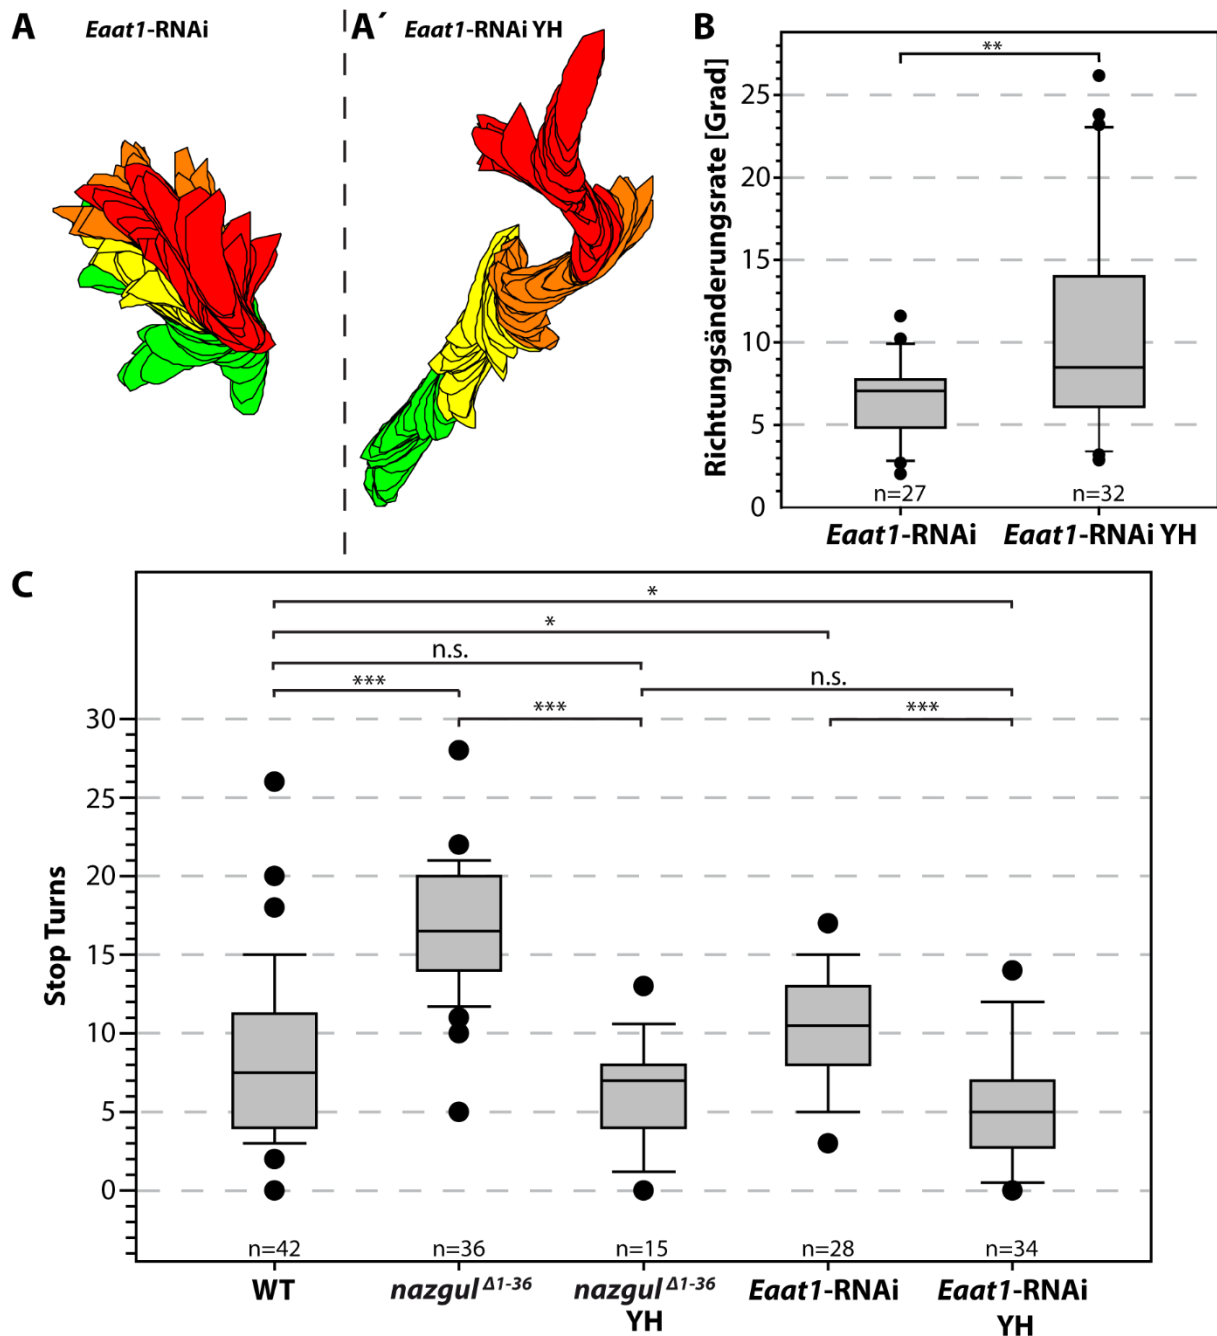 A
Eaat1-RNAi
A´
Eaat1-RNAi YH
B
Richtungsänderungsrate [Grad]
25
20
15
10
5
0
**
n=27
n=32
Eaat1-RNAi
Eaat1-RNAi YH
C
Stop Turns
30
25
20
15
10
5
0
*
*
n.s.
n.s.
***
***
***
n=42
n=36
n=15
n=28
n=34
WT
nazgul Δ1-36
nazgul Δ1-36
YH
Eaat1-RNAi
Eaat1-RNAi
YH